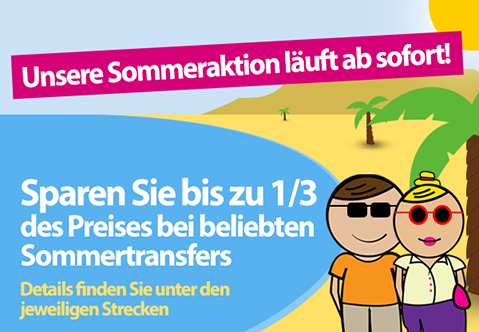 Unsere Sommeraktion läuft ab sofort!
Sparen Sie bis zu 1/3
des Preises bei beliebten
Sommertransfers
Details finden Sie unter den
jeweiligen Strecken